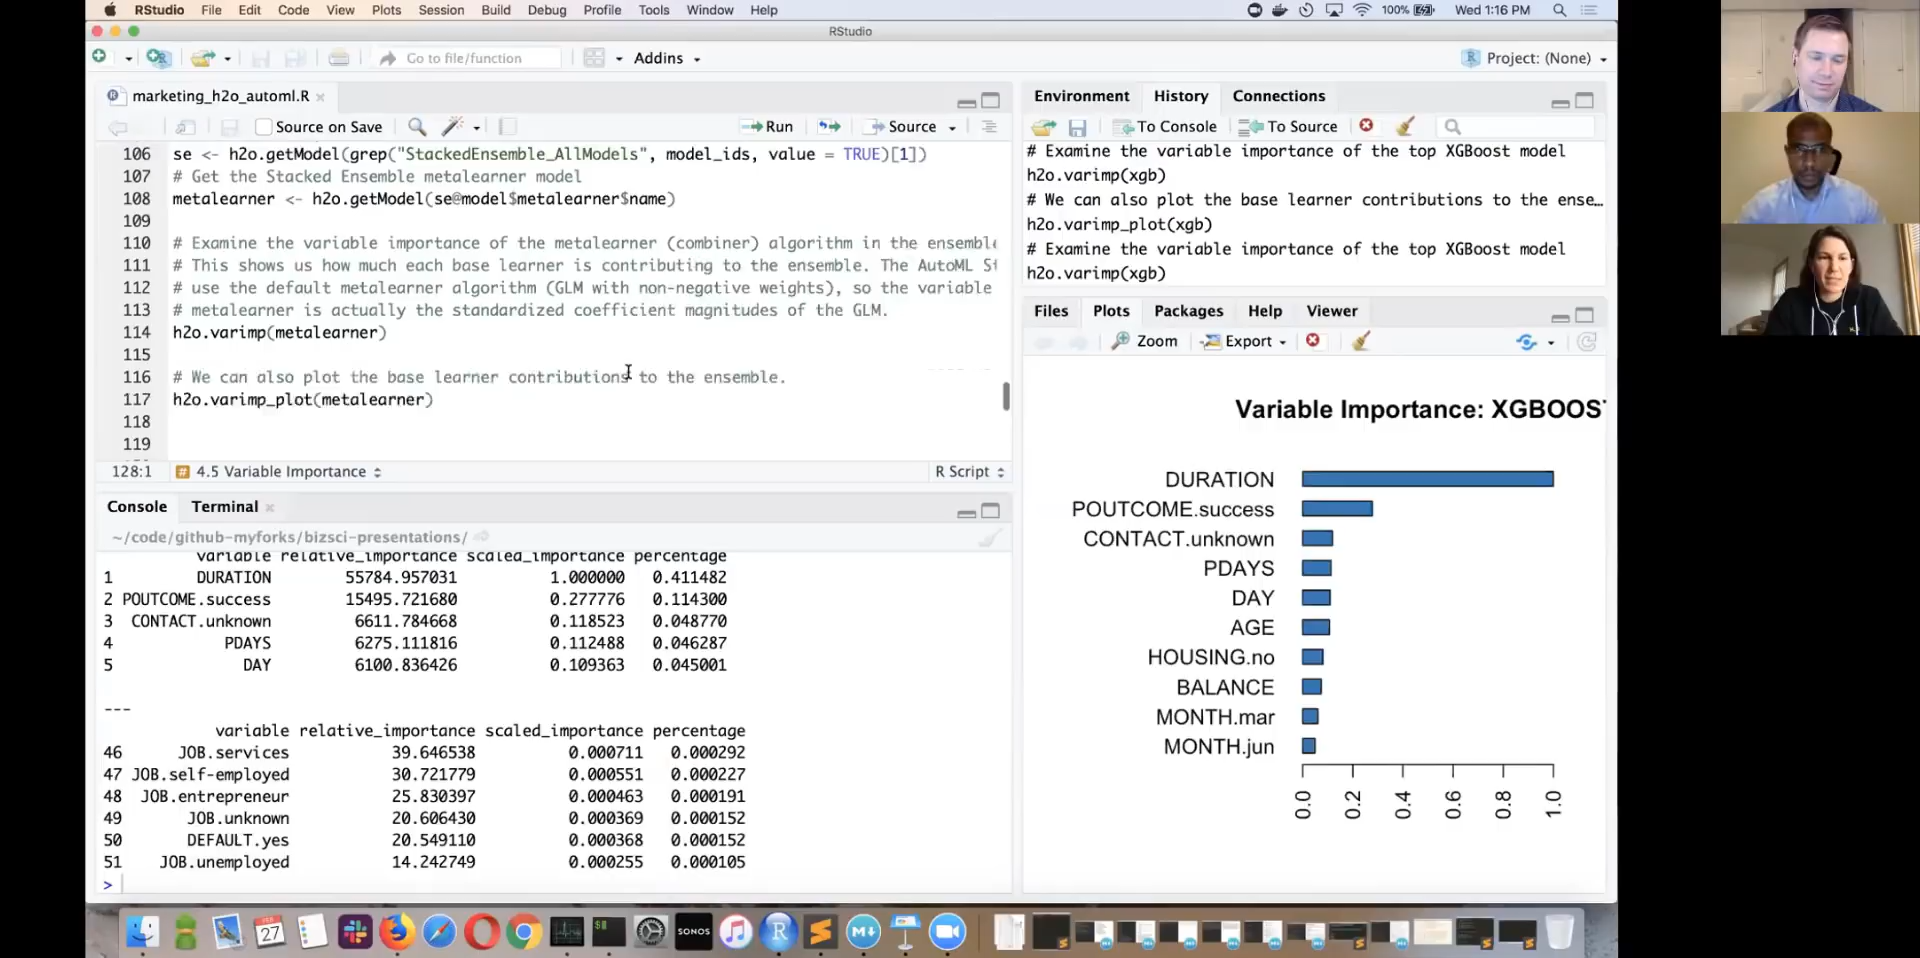 RStudio File Edit Code View Plots Session Build Debug Profile Tools Window Help
100% Wed 1:16 PM
RStudio
Go to file/function Addins
Project: (None)
marketing_h2o_automl.R
Source on Save
Run
Source
106 se <- h2o.getModel(grep("StackedEnsemble_AllModels", model_ids, value = TRUE)[1])
107 # Get the Stacked Ensemble metalearner model
108 metalearner <- h2o.getModel(se@model$metalearner$name)
109
110 # Examine the variable importance of the metalearner (combiner) algorithm in the ensemble
111 # This shows us how much each base learner is contributing to the ensemble. The AutoML St
112 # use the default metalearner algorithm (GLM with non-negative weights), so the variable
113 # metalearner is actually the standardized coefficient magnitudes of the GLM.
114 h2o.varimp(metalearner)
115
116 # We can also plot the base learner contributions to the ensemble.
117 h2o.varimp_plot(metalearner)
118
119
128:1 # 4.5 Variable Importance R Script
Console Terminal
~/code/github-myforks/bizsci-presentations/
variable relative_importance scaled_importance percentage
1 DURATION 55784.957031 1.000000 0.411482
2 POUTCOME.success 15495.721680 0.277776 0.114300
3 CONTACT.unknown 6611.784668 0.118523 0.048770
4 PDAYS 6275.111816 0.112488 0.046287
5 DAY 6100.836426 0.109363 0.045001
---
variable relative_importance scaled_importance percentage
46 JOB.services 39.646538 0.000711 0.000292
47 JOB.self-employed 30.721779 0.000551 0.000227
48 JOB.entrepreneur 25.830397 0.000463 0.000191
49 JOB.unknown 20.606430 0.000369 0.000152
50 DEFAULT.yes 20.549110 0.000368 0.000152
51 JOB.unemployed 14.242749 0.000255 0.000105
>
Environment History Connections
To Console To Source
# Examine the variable importance of the top XGBoost model
h2o.varimp(xgb)
# We can also plot the base learner contributions to the ense…
h2o.varimp_plot(xgb)
# Examine the variable importance of the top XGBoost model
h2o.varimp(xgb)
Files Plots Packages Help Viewer
Zoom Export
Variable Importance: XGBOOST
DURATION
POUTCOME.success
CONTACT.unknown
PDAYS
DAY
AGE
HOUSING.no
BALANCE
MONTH.mar
MONTH.jun
0.0 0.2 0.4 0.6 0.8 1.0
FEB
27
SONOS
R
S
M